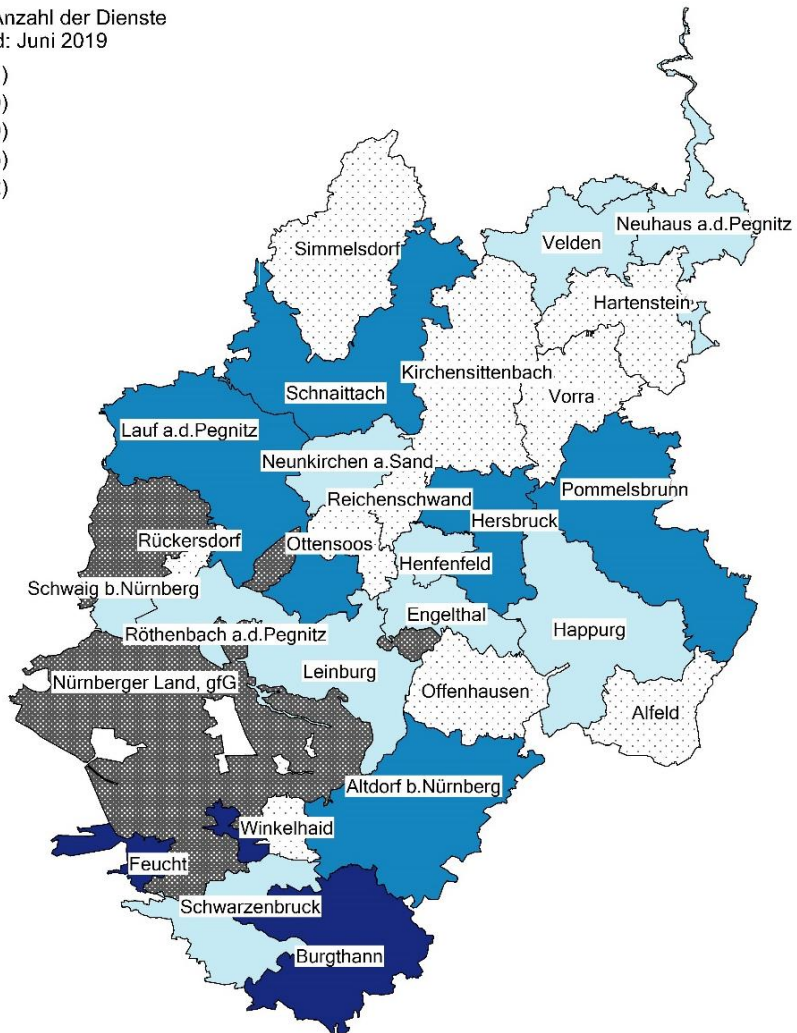 Anzahl der Dienste
d: Juni 2019
)
)
)
)
)
Neuhaus a.d.Pegnitz
Velden
Simmelsdorf
Hartenstein
Kirchensittenbach
Schnaittach
Vorra
Lauf a.d.Pegnitz
Neunkirchen a.Sand
Pommelsbrunn
Reichenschwand
Hersbruck
Rückersdorf
Ottensoos
Henfenfeld
Schwaig b.Nürnberg
Engelthal
Happurg
Röthenbach a.d.Pegnitz
Leinburg
Nürnberger Land, gfG
Offenhausen
Alfeld
Altdorf b.Nürnberg
Winkelhaid
Feucht
Schwarzenbruck
Burgthann